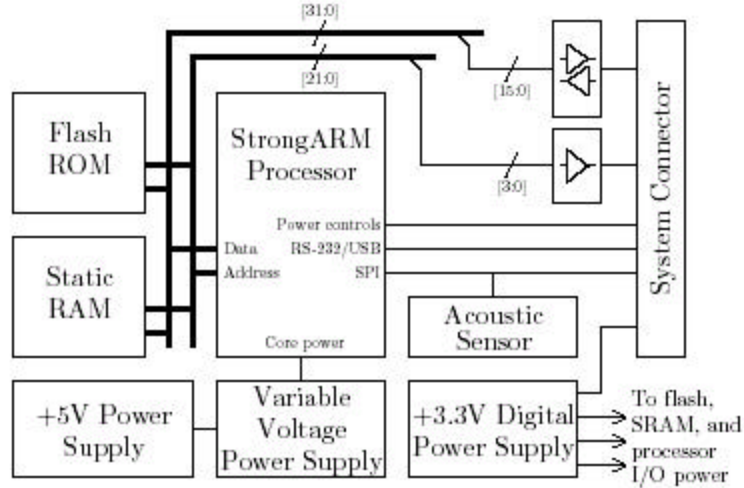 [31:0]
[21:0]
[15:0]
[3:0]
Flash
ROM
StrongARM
Processor
Power controls
Data
RS-232/USB
Address
SPI
Core power
Static
RAM
System Connector
Acoustic
Sensor
+5V Power
Supply
Variable
Voltage
Power Supply
+3.3V Digital
Power Supply
To flash,
SRAM, and
processor
I/O power